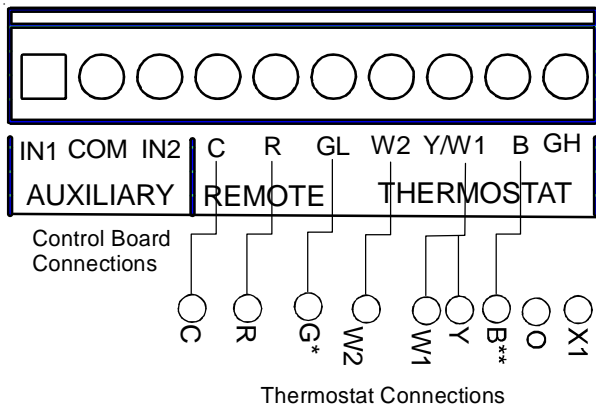 IN1 COM IN2 C R GL W2 Y/W1 B GH
AUXILIARY REMOTE THERMOSTAT
Control Board
Connections
C R G* W2 W1 Y B** O X1
Thermostat Connections